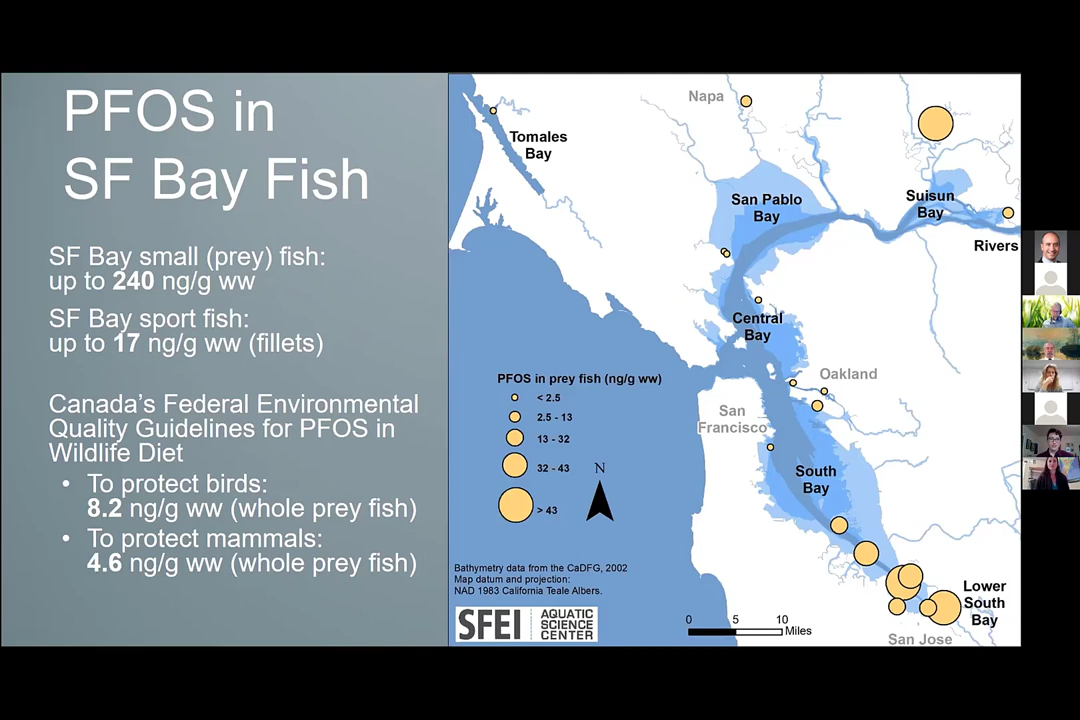 PFOS in
SF Bay Fish
SF Bay small (prey) fish:
up to 240 ng/g ww
SF Bay sport fish:
up to 17 ng/g ww (fillets)
Canada's Federal Environmental
Quality Guidelines for PFOS in
Wildlife Diet
• To protect birds:
8.2 ng/g ww (whole prey fish)
• To protect mammals:
4.6 ng/g ww (whole prey fish)
Napa
Tomales
Bay
San Pablo
Bay
Suisun
Bay
Rivers
Central
Bay
Oakland
San
Francisco
South
Bay
Lower
South
Bay
San Jose
PFOS in prey fish (ng/g ww)
< 2.5
2.5 - 13
13 - 32
32 - 43
> 43
N
Bathymetry data from the CaDFG, 2002
Map datum and projection:
NAD 1983 California Teale Albers.
SFEI
AQUATIC
SCIENCE
CENTER
0 5 10
Miles